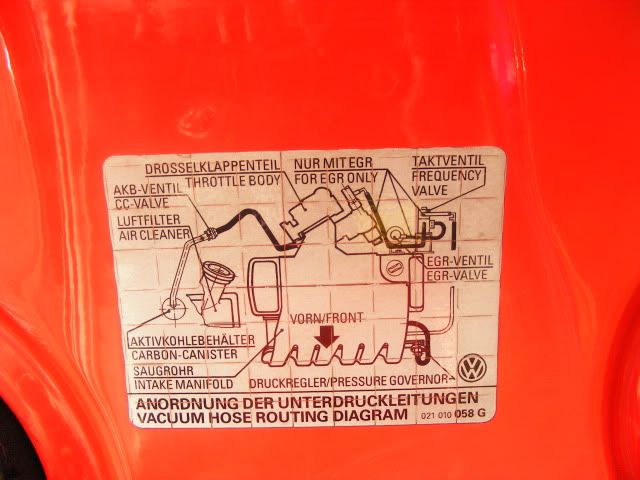 DROSSELKLAPPENTEIL
THROTTLE BODY
NUR MIT EGR
FOR EGR ONLY
TAKTVENTIL
FREQUENCY
VALVE
AKB-VENTIL
CC-VALVE
LUFTFILTER
AIR CLEANER
EGR-VENTIL
EGR-VALVE
VORN/FRONT
AKTIVKOHLEBEHÄLTER
CARBON-CANISTER
SAUGROHR
INTAKE MANIFOLD
DRUCKREGLER/PRESSURE GOVERNOR
ANORDNUNG DER UNTERDRUCKLEITUNGEN
VACUUM HOSE ROUTING DIAGRAM 021 010 058 G